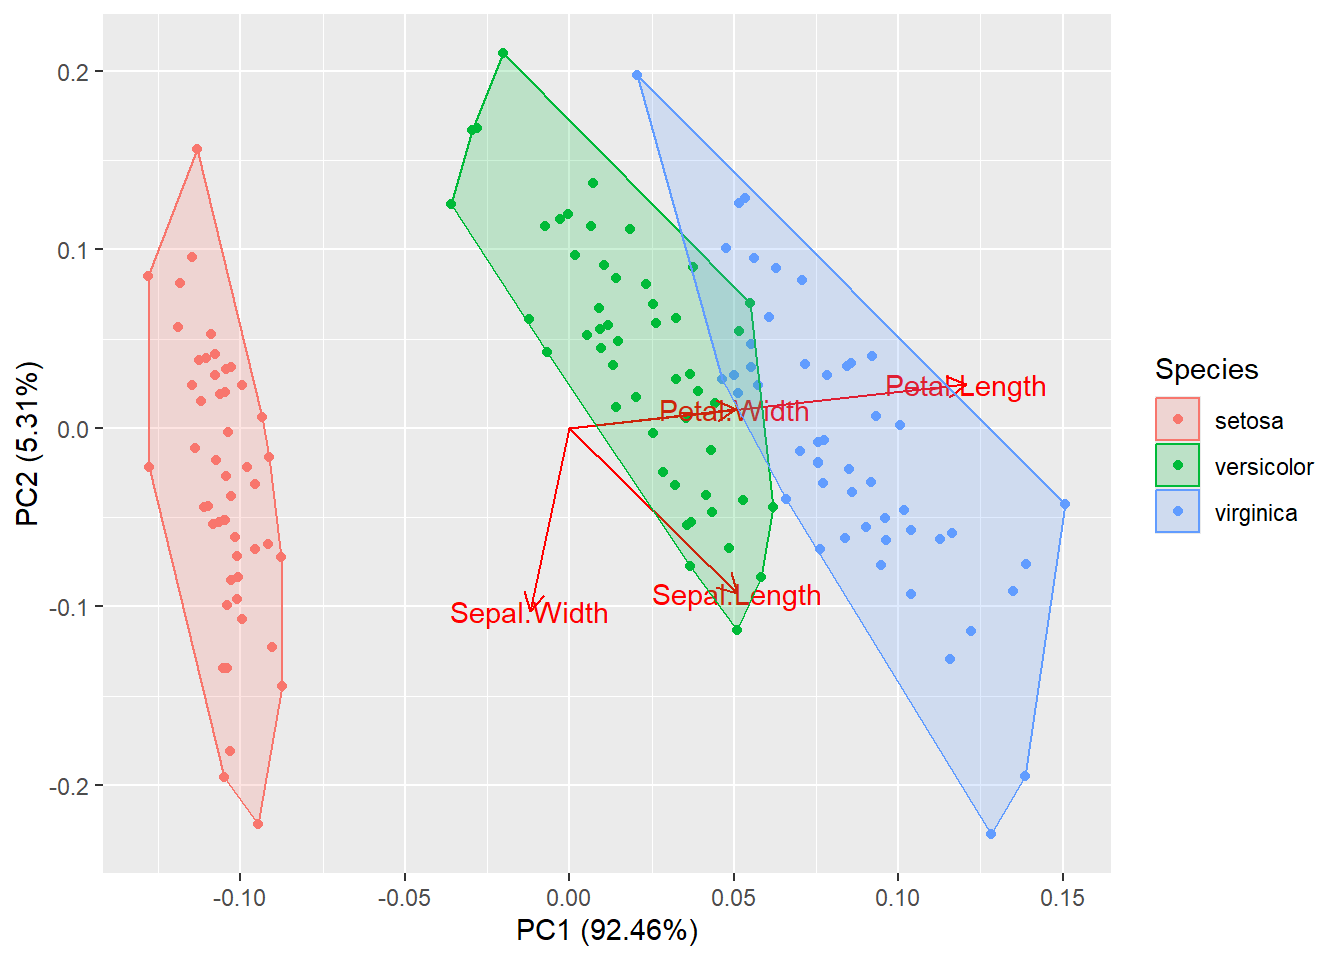 0.2
0.1
0.0
-0.1
-0.2
PC2 (5.31%)
Petal.Length
Petal.Width
Sepal.Length
Sepal.Width
-0.10
-0.05
0.00
0.05
0.10
0.15
PC1 (92.46%)
Species
setosa
versicolor
virginica